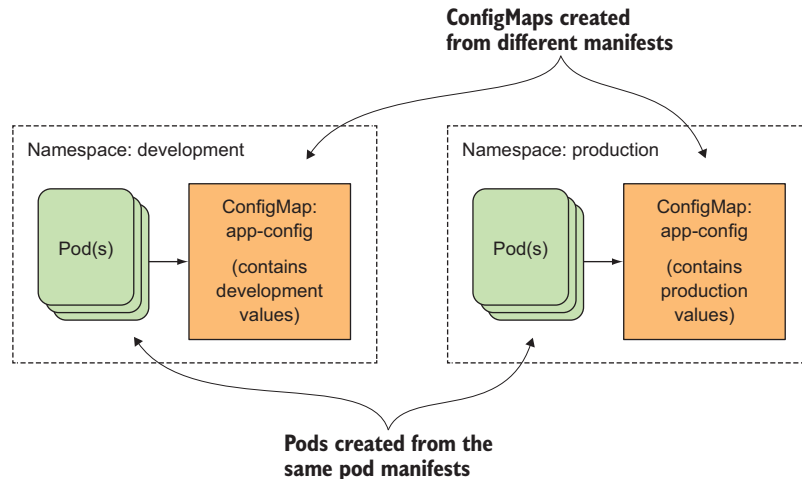 ConfigMaps created
from different manifests
Namespace: development
Pod(s)
ConfigMap:
app-config
(contains
development
values)
Namespace: production
Pod(s)
ConfigMap:
app-config
(contains
production
values)
Pods created from the
same pod manifests